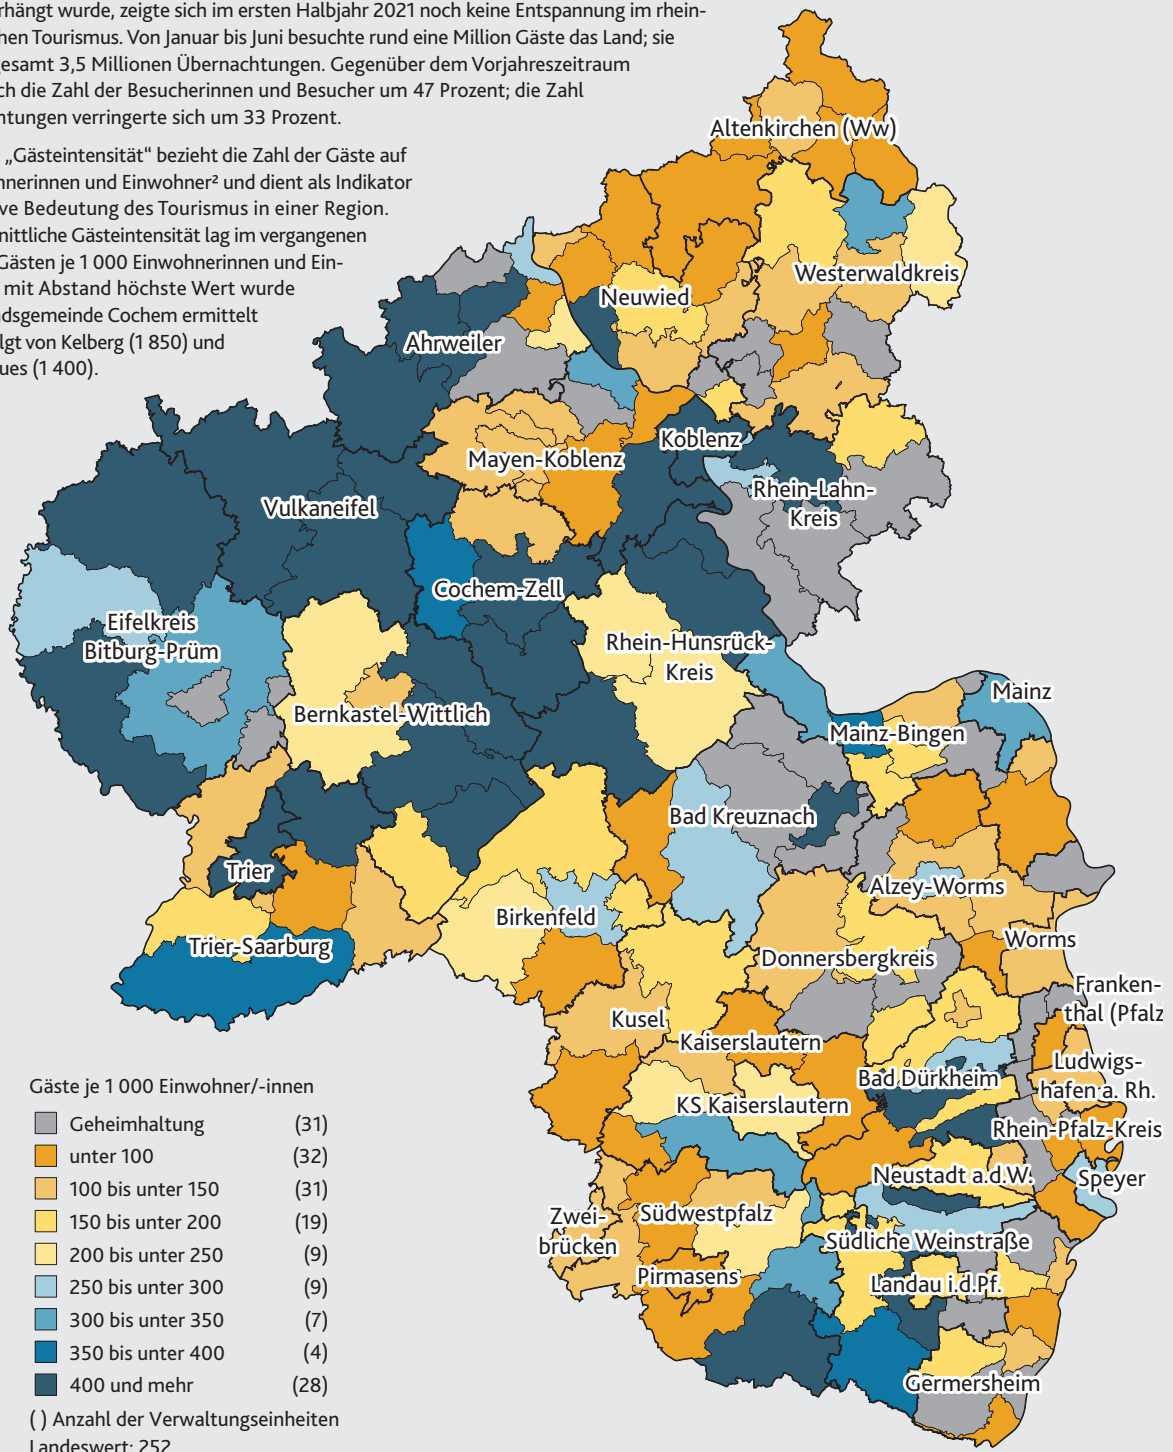 rhängt wurde, zeigte sich im ersten Halbjahr 2021 noch keine Entspannung im rhein-
hen Tourismus. Von Januar bis Juni besuchte rund eine Million Gäste das Land; sie
gesamt 3,5 Millionen Übernachtungen. Gegenüber dem Vorjahreszeitraum
ch die Zahl der Besucherinnen und Besucher um 47 Prozent; die Zahl
htungen verringerte sich um 33 Prozent.
„Gästeintensität“ bezieht die Zahl der Gäste auf
nnerinnen und Einwohner² und dient als Indikator
ve Bedeutung des Tourismus in einer Region.
nittliche Gästeintensität lag im vergangenen
Gästen je 1 000 Einwohnerinnen und Ein-
mit Abstand höchste Wert wurde
ndsgemeinde Cochem ermittelt
lgt von Kelberg (1 850) und
ues (1 400).
Altenkirchen (Ww)
Westerwaldkreis
Neuwied
Ahrweiler
Koblenz
Mayen-Koblenz
Rhein-Lahn-
Kreis
Vulkaneifel
Cochem-Zell
Eifelkreis
Bitburg-Prüm
Rhein-Hunsrück-
Kreis
Mainz
Bernkastel-Wittlich
Mainz-Bingen
Bad Kreuznach
Trier
Alzey-Worms
Birkenfeld
Trier-Saarburg
Worms
Donnersbergkreis
Franken-
thal (Pfalz
Kusel
Kaiserslautern
Ludwigs-
hafen a. Rh.
Bad Dürkheim
KS Kaiserslautern
Rhein-Pfalz-Kreis
Neustadt a.d.W.
Speyer
Zwei-
brücken
Südwestpfalz
Südliche Weinstraße
Pirmasens
Landau i.d.Pf.
Germersheim
Gäste je 1 000 Einwohner/-innen
Geheimhaltung (31)
unter 100 (32)
100 bis unter 150 (31)
150 bis unter 200 (19)
200 bis unter 250 (9)
250 bis unter 300 (9)
300 bis unter 350 (7)
350 bis unter 400 (4)
400 und mehr (28)
( ) Anzahl der Verwaltungseinheiten
Landeswert: 252